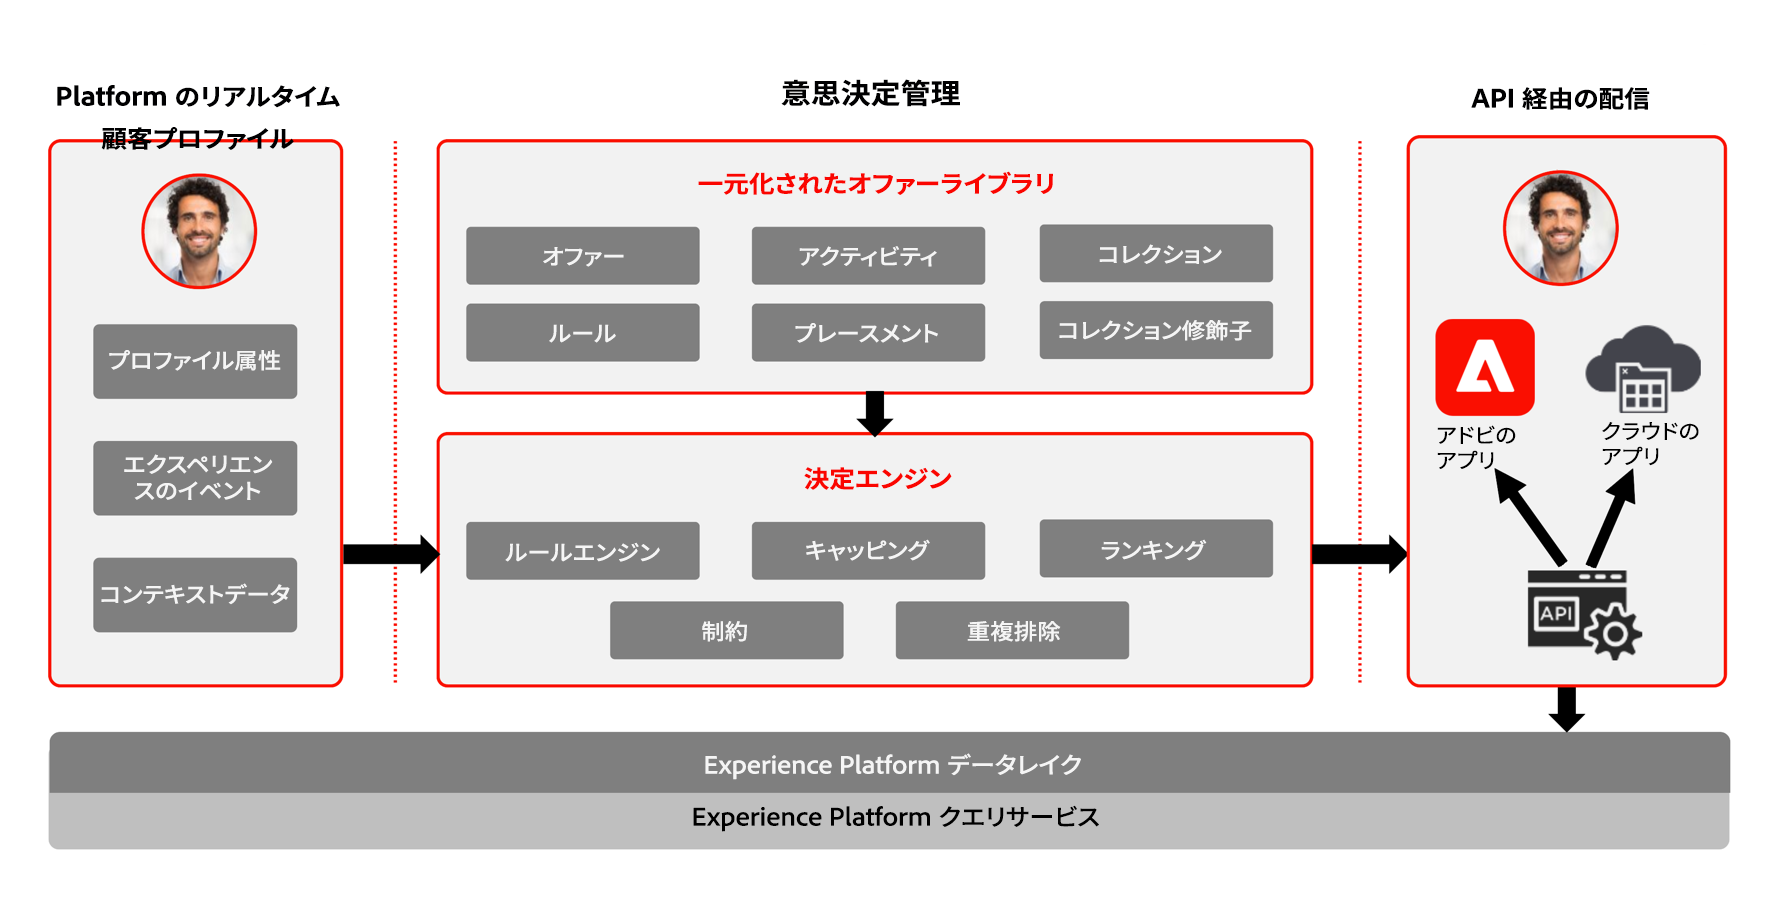 Platform のリアルタイム
顧客プロファイル
プロファイル属性
エクスペリエン
スのイベント
コンテキストデータ
意思決定管理
一元化されたオファーライブラリ
オファー
アクティビティ
コレクション
ルール
プレースメント
コレクション修飾子
決定エンジン
ルールエンジン
キャッピング
ランキング
制約
重複排除
API 経由の配信
アドビの
アプリ
クラウドの
アプリ
API
Experience Platform データレイク
Experience Platform クエリサービス